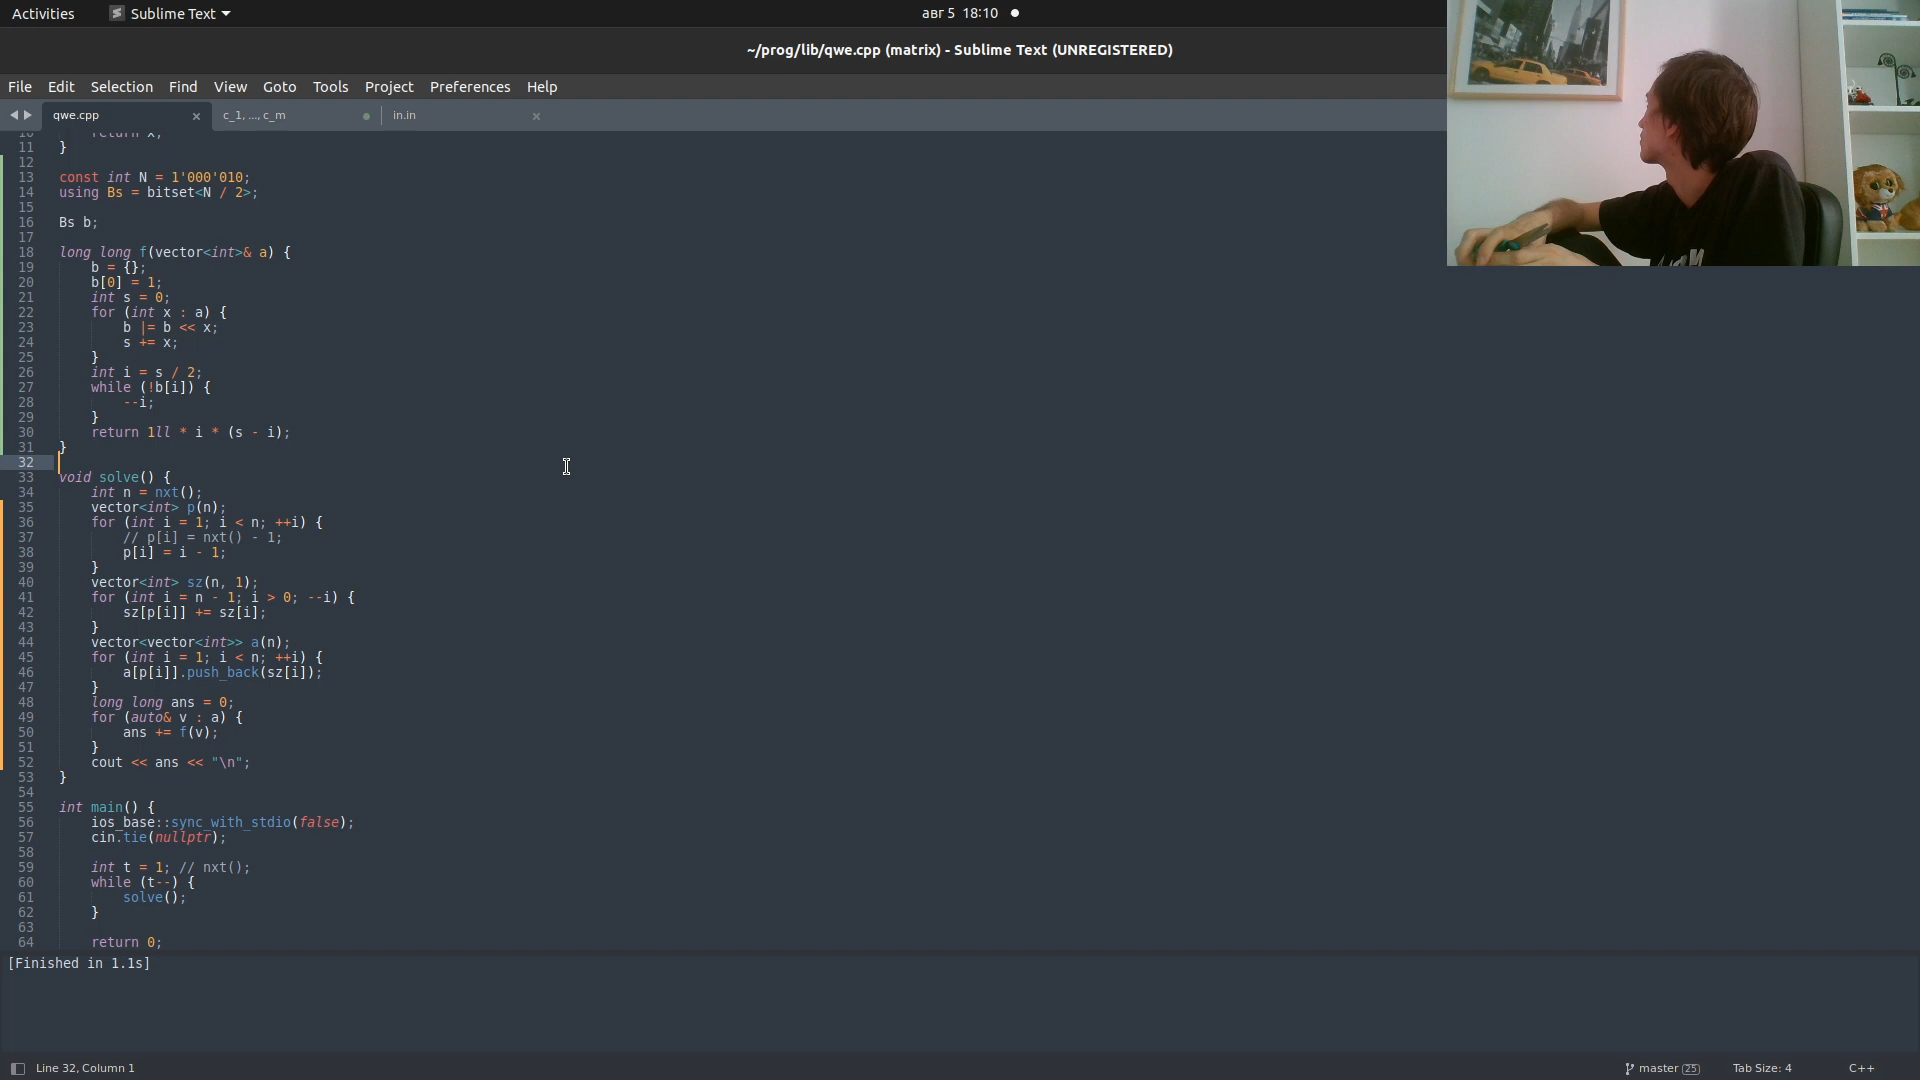 Activities Sublime Text авг 5 18:10
~/prog/lib/qwe.cpp (matrix) - Sublime Text (UNREGISTERED)
File Edit Selection Find View Goto Tools Project Preferences Help
qwe.cpp c_1, ..., c_m in.in
10 return x;
11 }
12
13 const int N = 1'000'010;
14 using Bs = bitset<N / 2>;
15
16 Bs b;
17
18 long long f(vector<int>& a) {
19 b = {};
20 b[0] = 1;
21 int s = 0;
22 for (int x : a) {
23 b |= b << x;
24 s += x;
25 }
26 int i = s / 2;
27 while (!b[i]) {
28 --i;
29 }
30 return 1ll * i * (s - i);
31 }
32
33 void solve() {
34 int n = nxt();
35 vector<int> p(n);
36 for (int i = 1; i < n; ++i) {
37 // p[i] = nxt() - 1;
38 p[i] = i - 1;
39 }
40 vector<int> sz(n, 1);
41 for (int i = n - 1; i > 0; --i) {
42 sz[p[i]] += sz[i];
43 }
44 vector<vector<int>> a(n);
45 for (int i = 1; i < n; ++i) {
46 a[p[i]].push_back(sz[i]);
47 }
48 long long ans = 0;
49 for (auto& v : a) {
50 ans += f(v);
51 }
52 cout << ans << "\n";
53 }
54
55 int main() {
56 ios_base::sync_with_stdio(false);
57 cin.tie(nullptr);
58
59 int t = 1; // nxt();
60 while (t--) {
61 solve();
62 }
63
64 return 0;
[Finished in 1.1s]
Line 32, Column 1 master 25 Tab Size: 4 C++